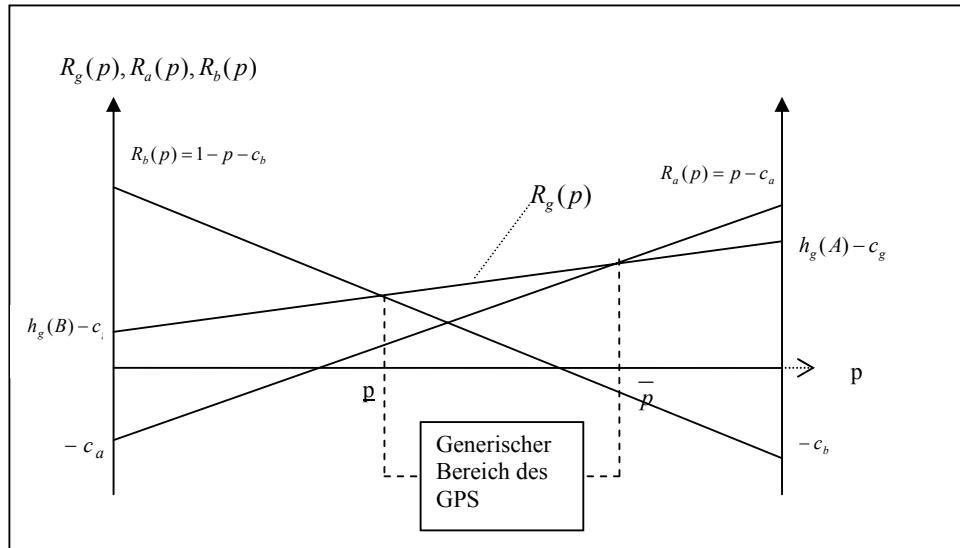 R_g(p), R_a(p), R_b(p)
R_b(p) = 1 − p − c_b
R_a(p) = p − c_a
R_g(p)
h_g(A) − c_g
h_g(B) − c
p
p̲
p̅
− c_a
− c_b
Generischer
Bereich des
GPS